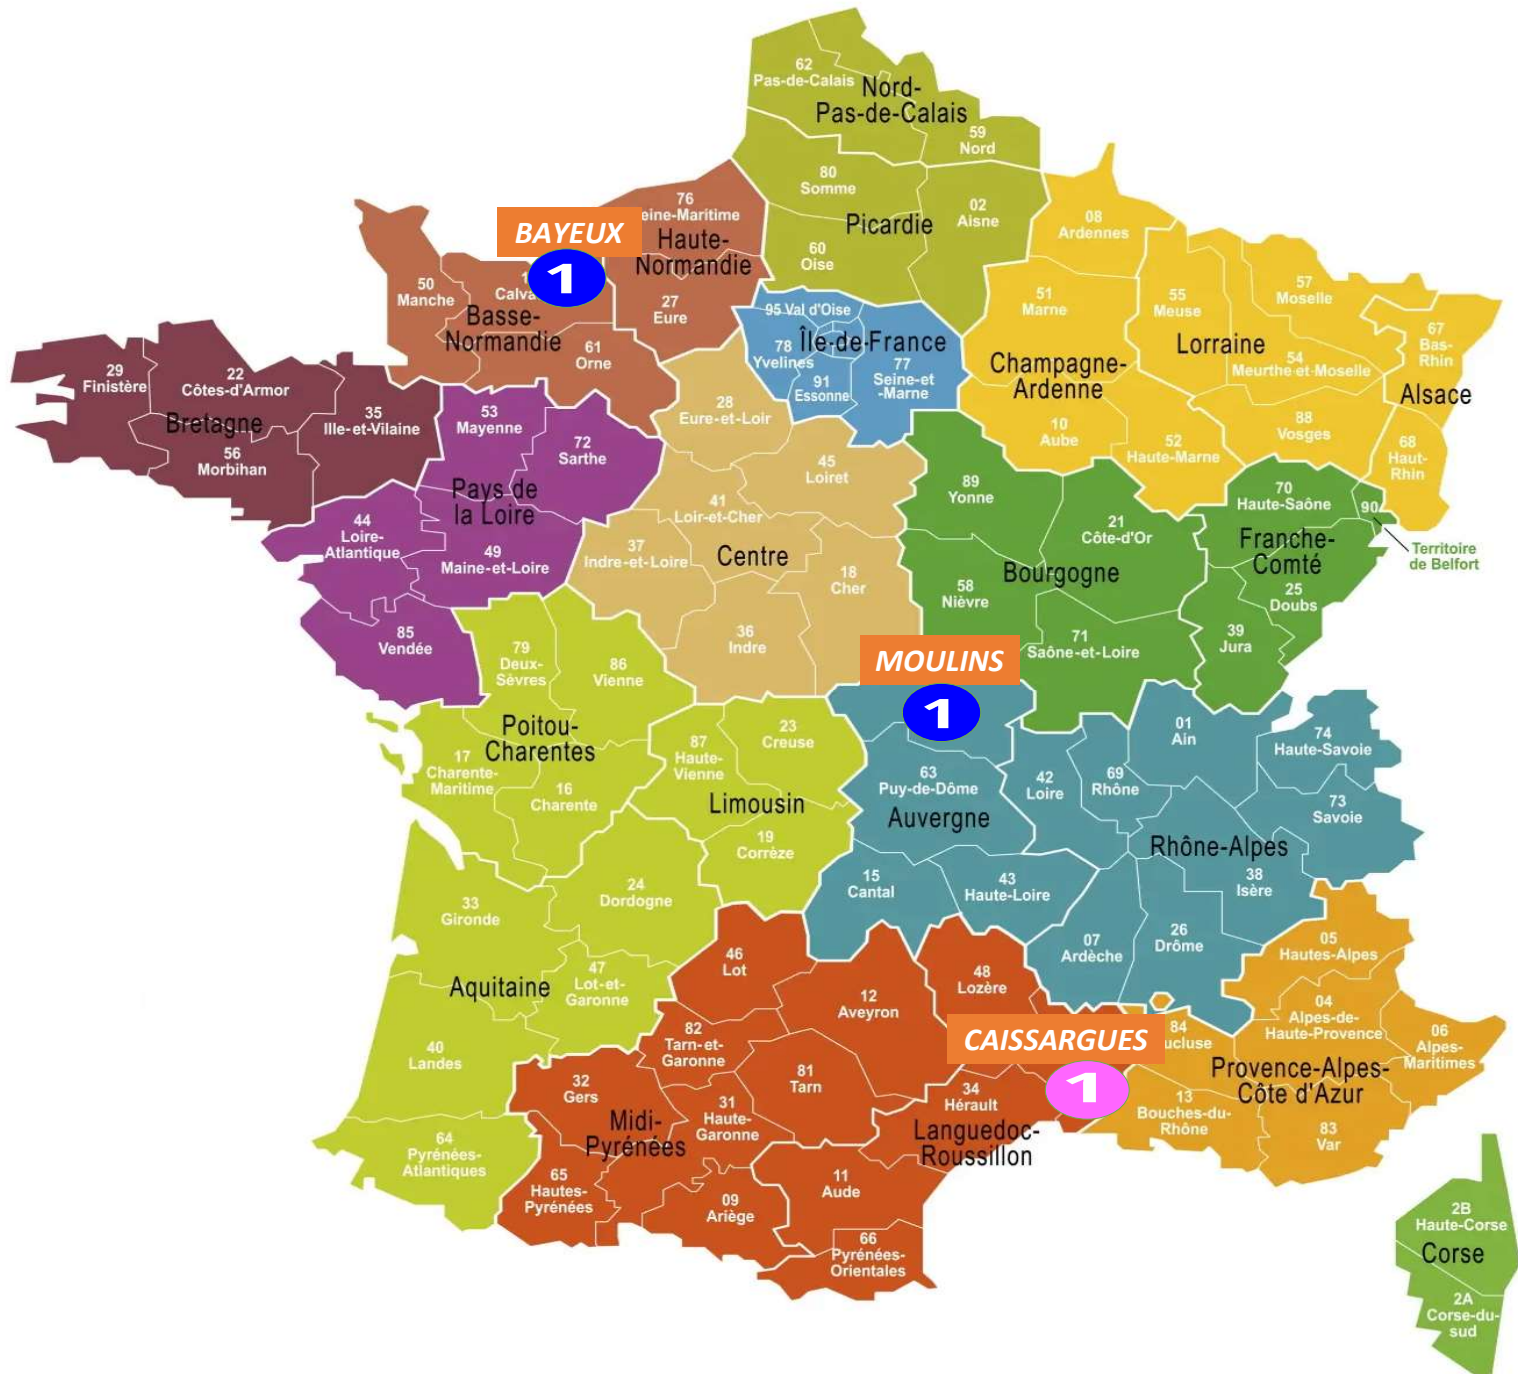 62
Pas-de-Calais
Nord-
Pas-de-Calais
59
Nord
80
Somme
02
Aisne
Picardie
60
Oise
76
eine-Maritime
Haute-
Normandie
27
Eure
BAYEUX
1
1
Calva
50
Manche
Basse-
Normandie
61
Orne
08
Ardennes
51
Marne
Champagne-
Ardenne
10
Aube
52
Haute-Marne
55
Meuse
57
Moselle
Lorraine
54
Meurthe-et-Moselle
88
Vosges
67
Bas-
Rhin
Alsace
68
Haut-
Rhin
95 Val d'Oise
Île-de-France
78
Yvelines
91
Essonne
77
Seine-et
-Marne
29
Finistère
22
Côtes-d'Armor
Bretagne
35
Ille-et-Vilaine
56
Morbihan
53
Mayenne
72
Sarthe
Pays de
la Loire
44
Loire-
Atlantique
49
Maine-et-Loire
85
Vendée
28
Eure-et-Loir
45
Loiret
41
Loir-et-Cher
37
Indre-et-Loire
Centre
18
Cher
36
Indre
89
Yonne
21
Côte-d'Or
Bourgogne
58
Nièvre
71
Saône-et-Loire
70
Haute-Saône
90
Territoire
de Belfort
Franche-
Comté
25
Doubs
39
Jura
79
Deux-
Sèvres
86
Vienne
Poitou-
Charentes
17
Charente-
Maritime
16
Charente
87
Haute-
Vienne
23
Creuse
Limousin
19
Corrèze
MOULINS
1
63
Puy-de-Dôme
Auvergne
15
Cantal
43
Haute-Loire
42
Loire
69
Rhône
01
Ain
74
Haute-Savoie
73
Savoie
Rhône-Alpes
38
Isère
07
Ardèche
26
Drôme
33
Gironde
24
Dordogne
47
Lot-et-
Garonne
Aquitaine
40
Landes
64
Pyrénées-
Atlantiques
46
Lot
12
Aveyron
82
Tarn-et-
Garonne
81
Tarn
32
Gers
31
Haute-
Garonne
Midi-
Pyrénées
65
Hautes-
Pyrénées
09
Ariège
48
Lozère
CAISSARGUES
1
34
Hérault
Languedoc-
Roussillon
11
Aude
66
Pyrénées-
Orientales
05
Hautes-Alpes
04
Alpes-de-
Haute-Provence
06
Alpes-
Maritimes
84
ucluse
Provence-Alpes-
Côte d'Azur
13
Bouches-du-
Rhône
83
Var
2B
Haute-Corse
Corse
2A
Corse-du-
sud